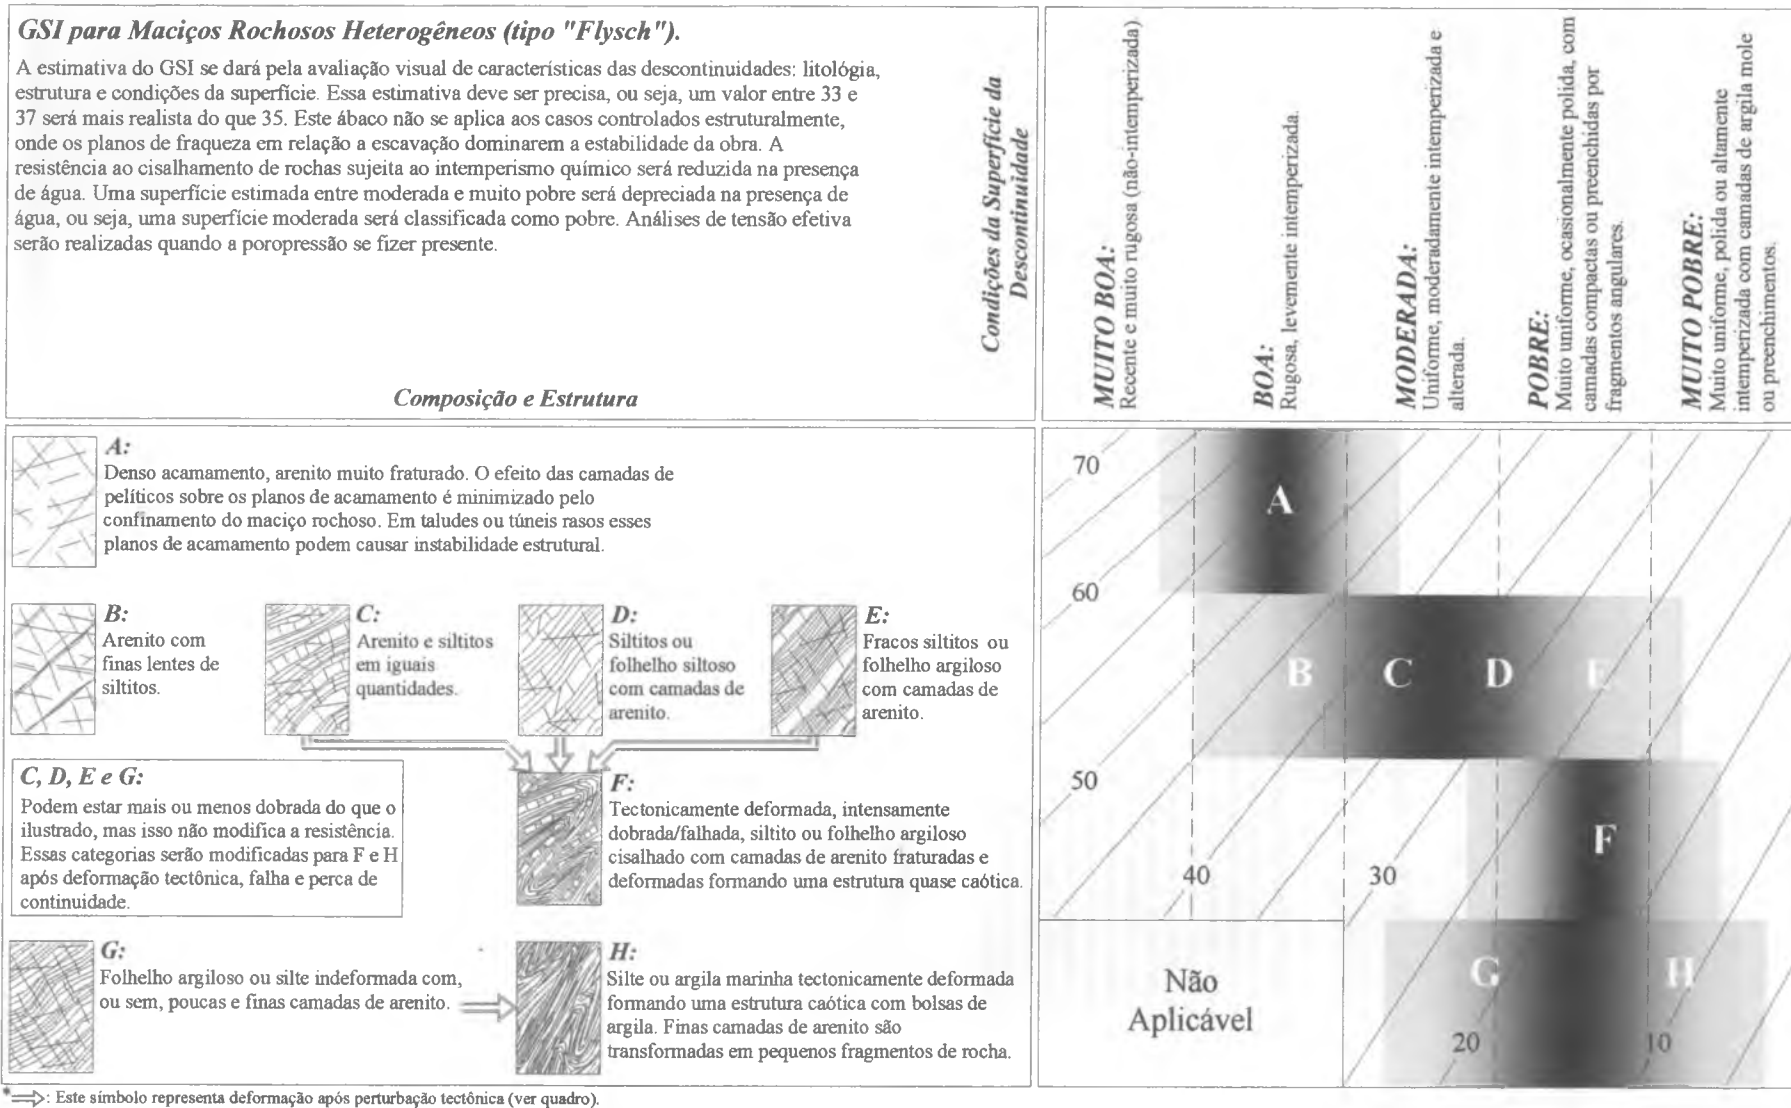 GSI para Maciços Rochosos Heterogêneos (tipo "Flysch").
A estimativa do GSI se dará pela avaliação visual de características das descontinuidades: litológia,
estrutura e condições da superfície. Essa estimativa deve ser precisa, ou seja, um valor entre 33 e
37 será mais realista do que 35. Este ábaco não se aplica aos casos controlados estruturalmente,
onde os planos de fraqueza em relação a escavação dominarem a estabilidade da obra. A
resistência ao cisalhamento de rochas sujeita ao intemperismo químico será reduzida na presença
de água. Uma superfície estimada entre moderada e muito pobre será depreciada na presença de
água, ou seja, uma superfície moderada será classificada como pobre. Análises de tensão efetiva
serão realizadas quando a poropressão se fizer presente.
Composição e Estrutura
Condições da Superfície da
Descontinuidade
MUITO BOA:
Recente e muito rugosa (não-intemperizada).
BOA:
Rugosa, levemente intemperizada.
MODERADA:
Uniforme, moderadamente intemperizada e
alterada.
POBRE:
Muito uniforme, ocasionalmente polida, com
camadas compactas ou preenchidas por
fragmentos angulares.
MUITO POBRE:
Muito uniforme, polida ou altamente
intemperizada com camadas de argila mole
ou preenchimentos.
A:
Denso acamamento, arenito muito fraturado. O efeito das camadas de
pelíticos sobre os planos de acamamento é minimizado pelo
confinamento do maciço rochoso. Em taludes ou túneis rasos esses
planos de acamamento podem causar instabilidade estrutural.
B:
Arenito com
finas lentes de
siltitos.
C:
Arenito e siltitos
em iguais
quantidades.
D:
Siltitos ou
folhelho siltoso
com camadas de
arenito.
E:
Fracos siltitos ou
folhelho argiloso
com camadas de
arenito.
C, D, E e G:
Podem estar mais ou menos dobrada do que o
ilustrado, mas isso não modifica a resistência.
Essas categorias serão modificadas para F e H
após deformação tectônica, falha e perca de
continuidade.
F:
Tectonicamente deformada, intensamente
dobrada/falhada, siltito ou folhelho argiloso
cisalhado com camadas de arenito fraturadas e
deformadas formando uma estrutura quase caótica.
G:
Folhelho argiloso ou silte indeformada com,
ou sem, poucas e finas camadas de arenito.
H:
Silte ou argila marinha tectonicamente deformada
formando uma estrutura caótica com bolsas de
argila. Finas camadas de arenito são
transformadas em pequenos fragmentos de rocha.
70
A
60
B C D E
50
F
40 30
G H
Não
Aplicável
20 10
*⇒: Este símbolo representa deformação após perturbação tectônica (ver quadro).